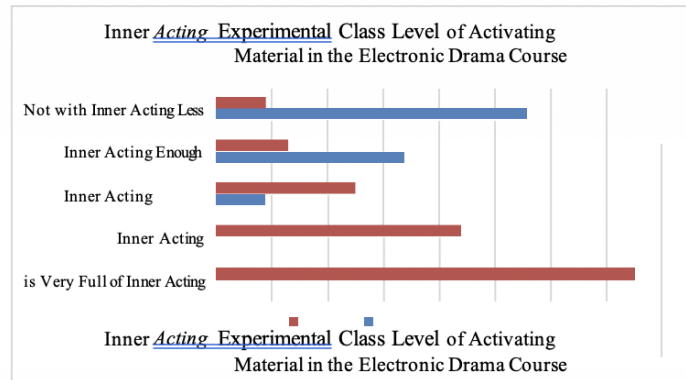 Inner Acting Experimental Class Level of Activating
Material in the Electronic Drama Course
Not with Inner Acting Less
Inner Acting Enough
Inner Acting
Inner Acting
is Very Full of Inner Acting
Inner Acting Experimental Class Level of Activating
Material in the Electronic Drama Course